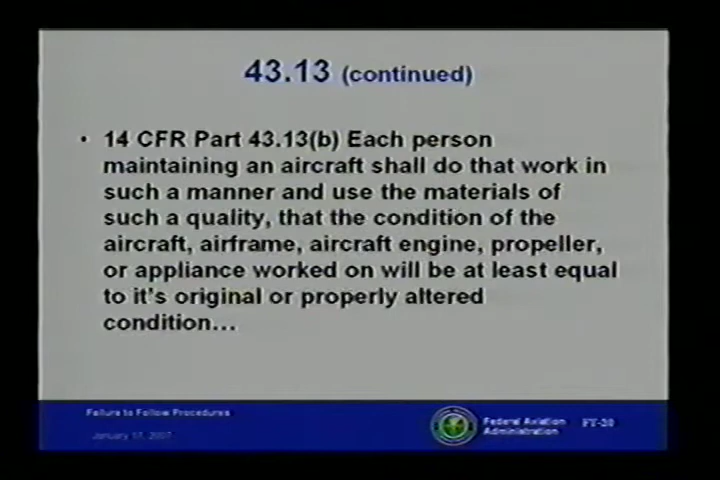 43.13 (continued)
• 14 CFR Part 43.13(b) Each person
maintaining an aircraft shall do that work in
such a manner and use the materials of
such a quality, that the condition of the
aircraft, airframe, aircraft engine, propeller,
or appliance worked on will be at least equal
to it's original or properly altered
condition...
Failure to Follow Procedures
January 17, 2007
Federal Aviation
Administration
FT-20